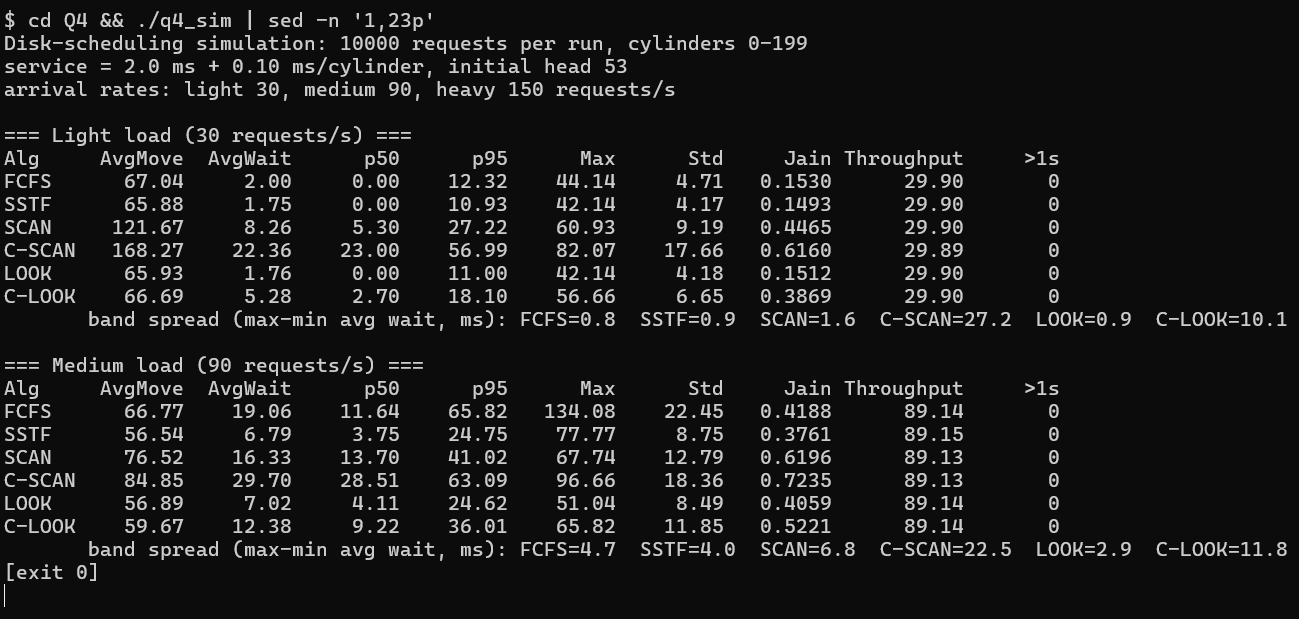 $ cd Q4 && ./q4_sim | sed -n '1,23p'
Disk-scheduling simulation: 10000 requests per run, cylinders 0-199
service = 2.0 ms + 0.10 ms/cylinder, initial head 53
arrival rates: light 30, medium 90, heavy 150 requests/s

=== Light load (30 requests/s) ===
Alg     AvgMove  AvgWait      p50      p95      Max      Std     Jain Throughput     >1s
FCFS      67.04     2.00     0.00    12.32    44.14     4.71   0.1530      29.90       0
SSTF      65.88     1.75     0.00    10.93    42.14     4.17   0.1493      29.90       0
SCAN     121.67     8.26     5.30    27.22    60.93     9.19   0.4465      29.90       0
C-SCAN   168.27    22.36    23.00    56.99    82.07    17.66   0.6160      29.89       0
LOOK      65.93     1.76     0.00    11.00    42.14     4.18   0.1512      29.90       0
C-LOOK    66.69     5.28     2.70    18.10    56.66     6.65   0.3869      29.90       0
       band spread (max-min avg wait, ms): FCFS=0.8  SSTF=0.9  SCAN=1.6  C-SCAN=27.2  LOOK=0.9  C-LOOK=10.1

=== Medium load (90 requests/s) ===
Alg     AvgMove  AvgWait      p50      p95      Max      Std     Jain Throughput     >1s
FCFS      66.77    19.06    11.64    65.82   134.08    22.45   0.4188      89.14       0
SSTF      56.54     6.79     3.75    24.75    77.77     8.75   0.3761      89.15       0
SCAN      76.52    16.33    13.70    41.02    67.74    12.79   0.6196      89.13       0
C-SCAN    84.85    29.70    28.51    63.09    96.66    18.36   0.7235      89.13       0
LOOK      56.89     7.02     4.11    24.62    51.04     8.49   0.4059      89.14       0
C-LOOK    59.67    12.38     9.22    36.01    65.82    11.85   0.5221      89.14       0
       band spread (max-min avg wait, ms): FCFS=4.7  SSTF=4.0  SCAN=6.8  C-SCAN=22.5  LOOK=2.9  C-LOOK=11.8
[exit 0]